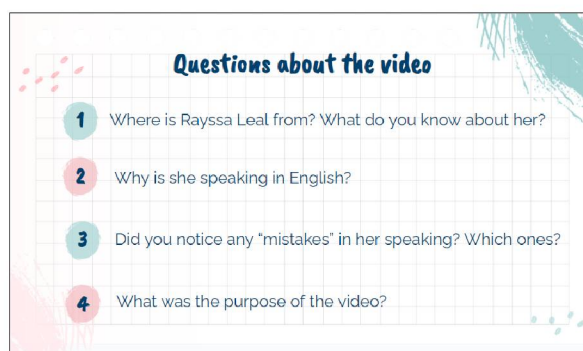 Questions about the video
1 Where is Rayssa Leal from? What do you know about her?
2 Why is she speaking in English?
3 Did you notice any “mistakes” in her speaking? Which ones?
4 What was the purpose of the video?